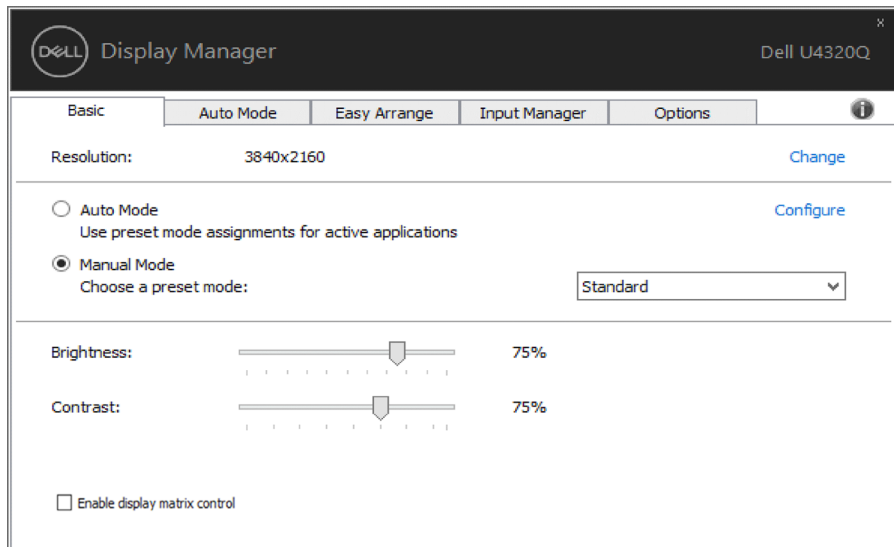 x
DELL Display Manager Dell U4320Q
Basic Auto Mode Easy Arrange Input Manager Options i
Resolution: 3840x2160 Change
Auto Mode Configure
Use preset mode assignments for active applications
Manual Mode
Choose a preset mode: Standard
Brightness: 75%
Contrast: 75%
Enable display matrix control